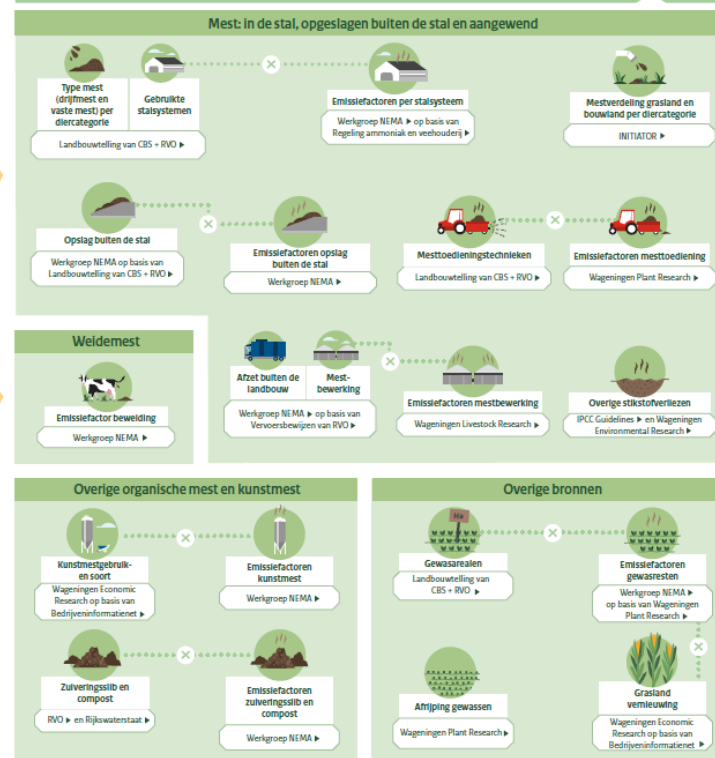 Mest: in de stal, opgeslagen buiten de stal en aangewend
Type mest
(drijfmest en
vaste mest) per
diercategorie
Gebruikte
stalsystemen
Landbouwtelling van CBS + RVO ▶
Emissiefactoren per stalsysteem
Werkgroep NEMA ▶ op basis van
Regeling ammoniak en veehouderij ▶
Mestverdeling grasland en
bouwland per diercategorie
INITIATOR ▶
Opslag buiten de stal
Werkgroep NEMA op basis van
Landbouwtelling van CBS + RVO ▶
Emissiefactoren opslag
buiten de stal
Werkgroep NEMA ▶
Mesttoedieningstechnieken
Landbouwtelling van CBS + RVO ▶
Emissiefactoren mesttoediening
Wageningen Plant Research ▶
Weidemest
Emissiefactor beweiding
Werkgroep NEMA ▶
Afzet buiten de
landbouw
Mest-
bewerking
Werkgroep NEMA ▶ op basis van
Vervoersbewijzen van RVO ▶
Emissiefactoren mestbewerking
Wageningen Livestock Research ▶
Overige stikstofverliezen
IPCC Guidelines ▶ en Wageningen
Environmental Research ▶
Overige organische mest en kunstmest
Kunstmestgebruik-
en soort
Wageningen Economic
Research op basis van
Bedrijveninformatienet ▶
Emissiefactoren
kunstmest
Werkgroep NEMA ▶
Zuiveringsslib en
compost
RVO ▶ en Rijkswaterstaat ▶
Emissiefactoren
zuiveringsslib en
compost
Werkgroep NEMA ▶
Overige bronnen
Ha
Gewasarealen
Landbouwtelling van
CBS + RVO ▶
Emissiefactoren
gewasresten
Werkgroep NEMA ▶
op basis van Wageningen
Plant Research ▶
Afrijping gewassen
Wageningen Plant Research ▶
Grasland
vernieuwing
Wageningen Economic
Research op basis van
Bedrijveninformatienet ▶